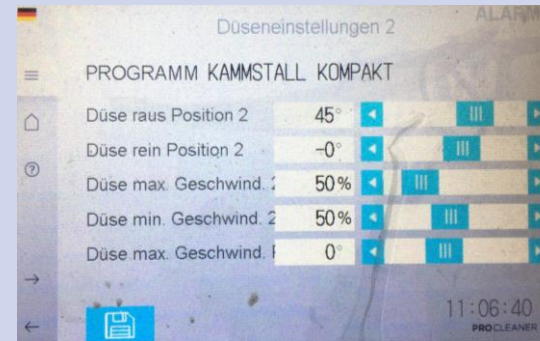 Düseneinstellungen 2
ALARM
PROGRAMM KAMMSTALL KOMPAKT
Düse raus Position 2 45°
Düse rein Position 2 -0°
Düse max. Geschwind. 2 50%
Düse min. Geschwind. 2 50%
Düse max. Geschwind. 0°
11:06:40
PROCLEANER